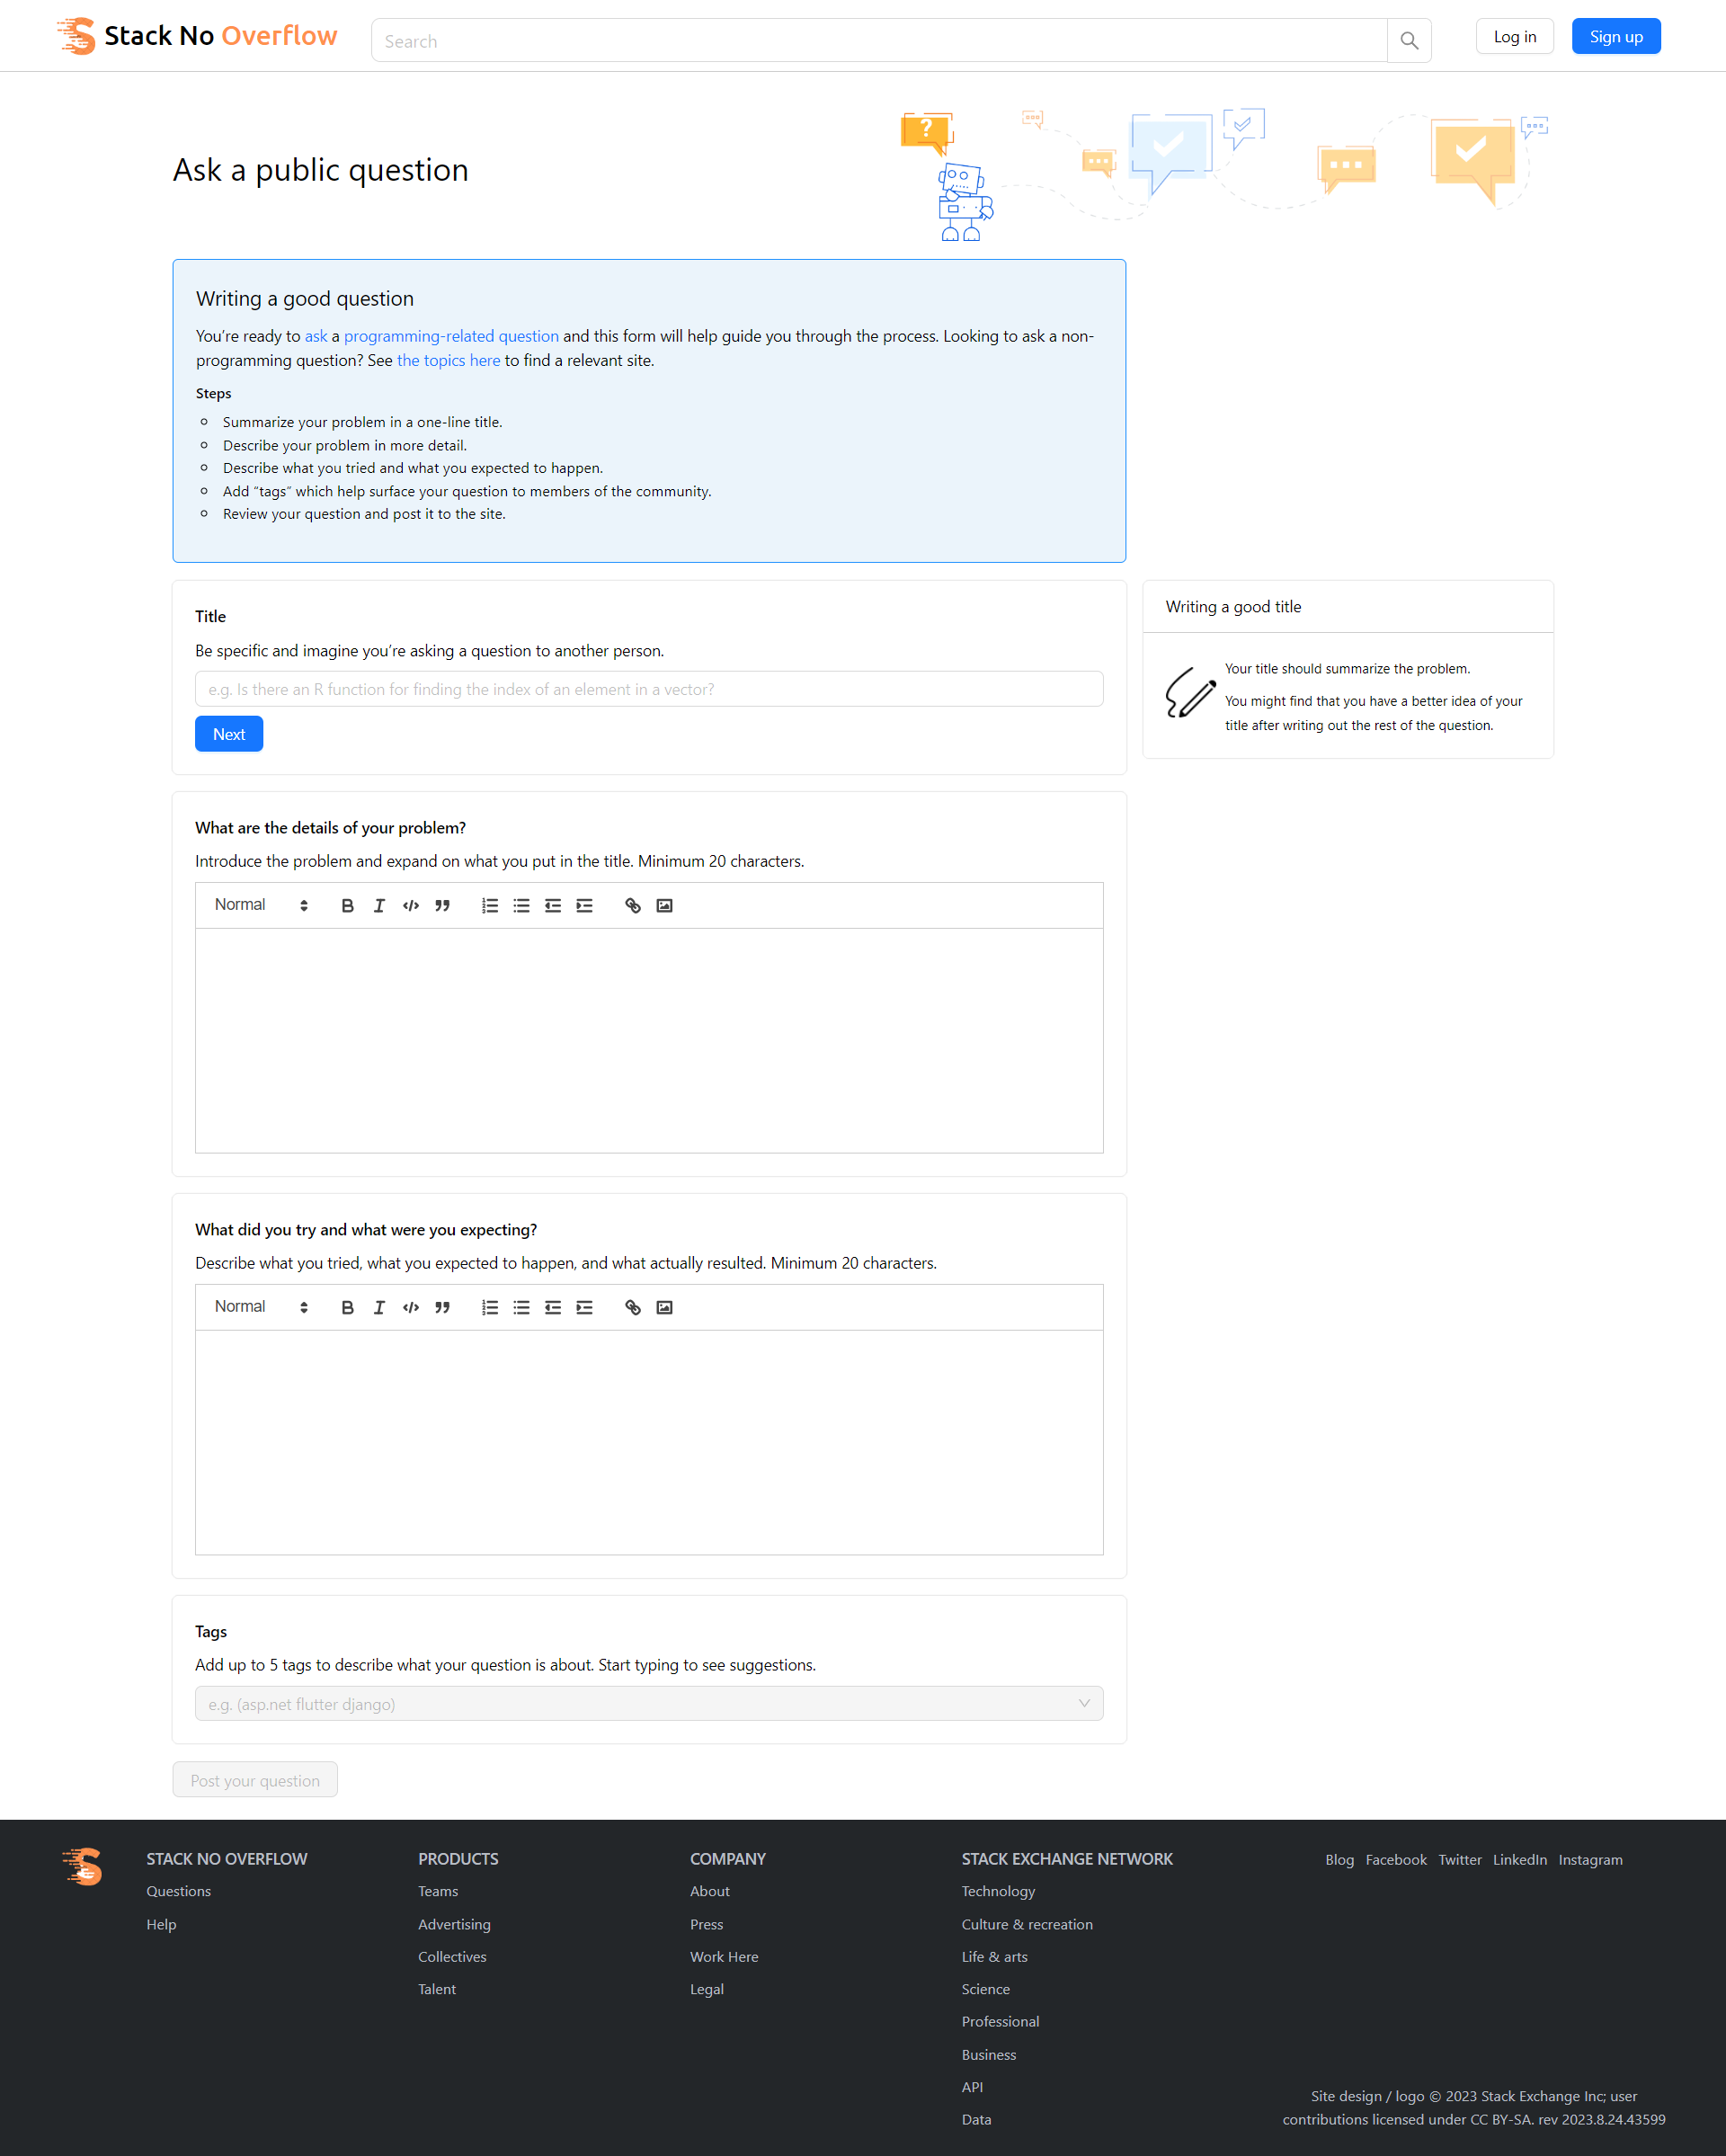 Stack No Overflow
Search
Log in
Sign up
?
Ask a public question
Writing a good question
You’re ready to ask a programming-related question and this form will help guide you through the process. Looking to ask a non-
programming question? See the topics here to find a relevant site.
Steps
Summarize your problem in a one-line title.
Describe your problem in more detail.
Describe what you tried and what you expected to happen.
Add “tags” which help surface your question to members of the community.
Review your question and post it to the site.
Title
Be specific and imagine you’re asking a question to another person.
e.g. Is there an R function for finding the index of an element in a vector?
Next
Writing a good title
Your title should summarize the problem.
You might find that you have a better idea of your
title after writing out the rest of the question.
What are the details of your problem?
Introduce the problem and expand on what you put in the title. Minimum 20 characters.
Normal
What did you try and what were you expecting?
Describe what you tried, what you expected to happen, and what actually resulted. Minimum 20 characters.
Normal
Tags
Add up to 5 tags to describe what your question is about. Start typing to see suggestions.
e.g. (asp.net flutter django)
Post your question
STACK NO OVERFLOW
Questions
Help
PRODUCTS
Teams
Advertising
Collectives
Talent
COMPANY
About
Press
Work Here
Legal
STACK EXCHANGE NETWORK
Technology
Culture & recreation
Life & arts
Science
Professional
Business
API
Data
Blog Facebook Twitter LinkedIn Instagram
Site design / logo © 2023 Stack Exchange Inc; user
contributions licensed under CC BY-SA. rev 2023.8.24.43599